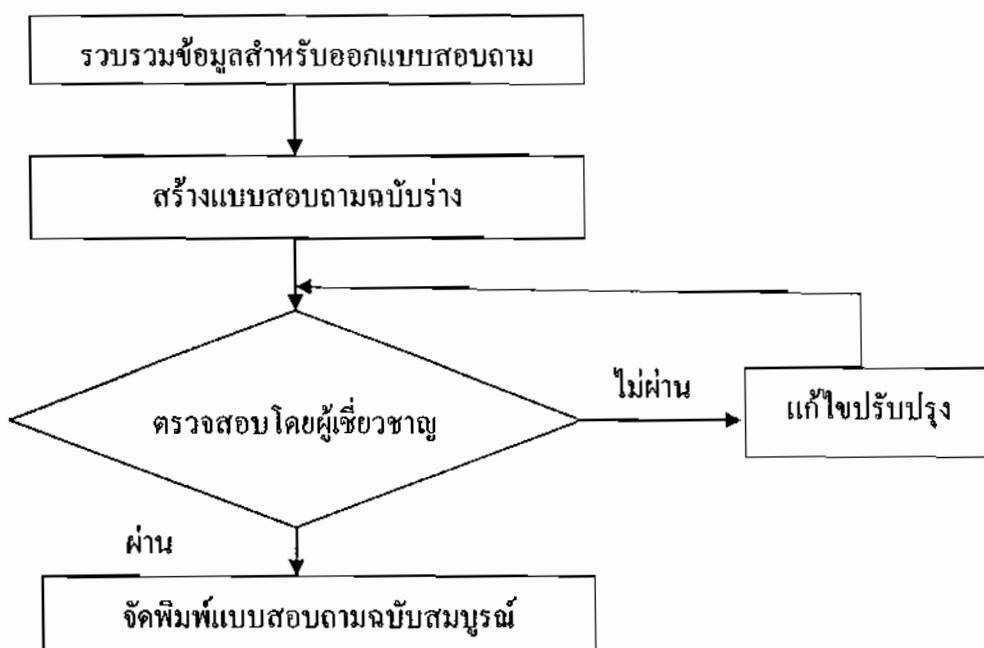 รวบรวมข้อมูลสำหรับออกแบบสอบถาม
สร้างแบบสอบถามฉบับร่าง
ไม่ผ่าน
แก้ไขปรับปรุง
ตรวจสอบโดยผู้เชี่ยวชาญ
ผ่าน
จัดพิมพ์แบบสอบถามฉบับสมบูรณ์